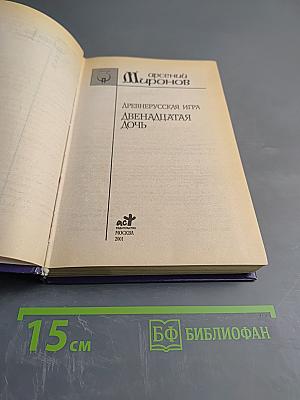 арсений
Миронов
ДРЕВНЕРУССКАЯ ИГРА
ДВЕНАДЦАТАЯ
ДОЧЬ
аст
ИЗДАТЕЛЬСТВО
МОСКВА
2001
15 см
БФ БИБЛИОФАН